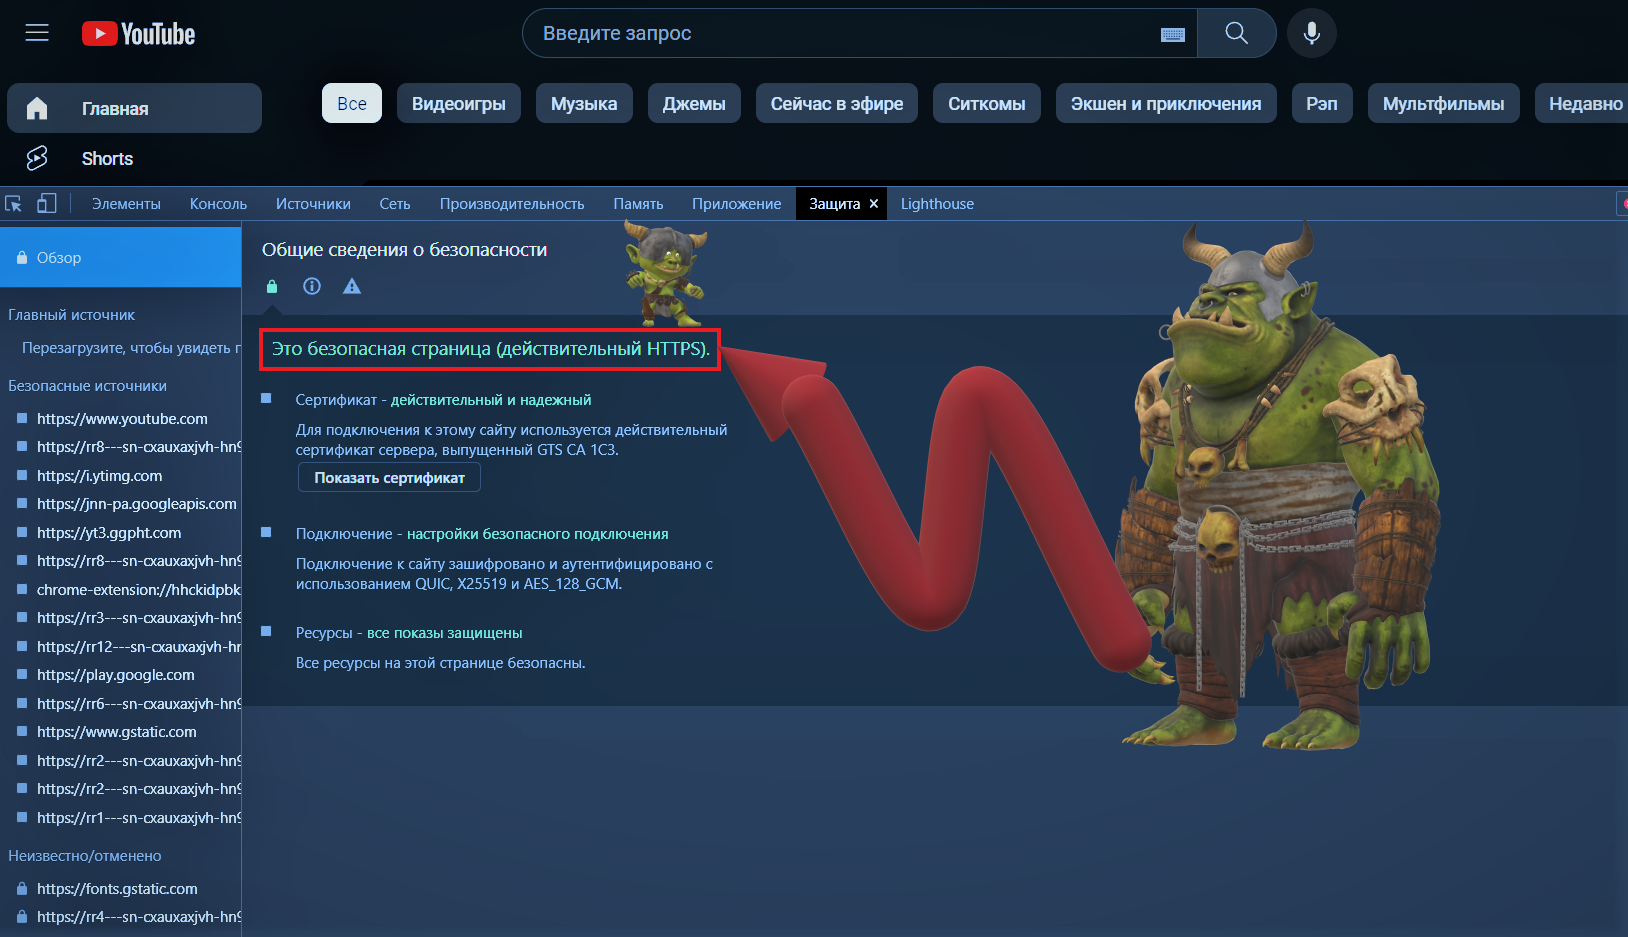 YouTube
Введите запрос
Главная
Все
Видеоигры
Музыка
Джемы
Сейчас в эфире
Ситкомы
Экшен и приключения
Рэп
Мультфильмы
Недавно
Shorts
Элементы
Консоль
Источники
Сеть
Производительность
Память
Приложение
Защита ×
Lighthouse
Обзор
Главный источник
Перезагрузите, чтобы увидеть
Безопасные источники
https://www.youtube.com
https://rr8---sn-cxauxaxjvh-hn9
https://i.ytimg.com
https://jnn-pa.googleapis.com
https://yt3.ggpht.com
https://rr8---sn-cxauxaxjvh-hn9
chrome-extension://hhckidpbk
https://rr3---sn-cxauxaxjvh-hn9
https://rr12---sn-cxauxaxjvh-hn
https://play.google.com
https://rr6---sn-cxauxaxjvh-hn9
https://www.gstatic.com
https://rr2---sn-cxauxaxjvh-hn9
https://rr2---sn-cxauxaxjvh-hn9
https://rr1---sn-cxauxaxjvh-hn9
Неизвестно/отменено
https://fonts.gstatic.com
https://rr4---sn-cxauxaxjvh-hn9
Общие сведения о безопасности
Это безопасная страница (действительный HTTPS).
Сертификат - действительный и надежный
Для подключения к этому сайту используется действительный
сертификат сервера, выпущенный GTS CA 1C3.
Показать сертификат
Подключение - настройки безопасного подключения
Подключение к сайту зашифровано и аутентифицировано с
использованием QUIC, X25519 и AES_128_GCM.
Ресурсы - все показы защищены
Все ресурсы на этой странице безопасны.